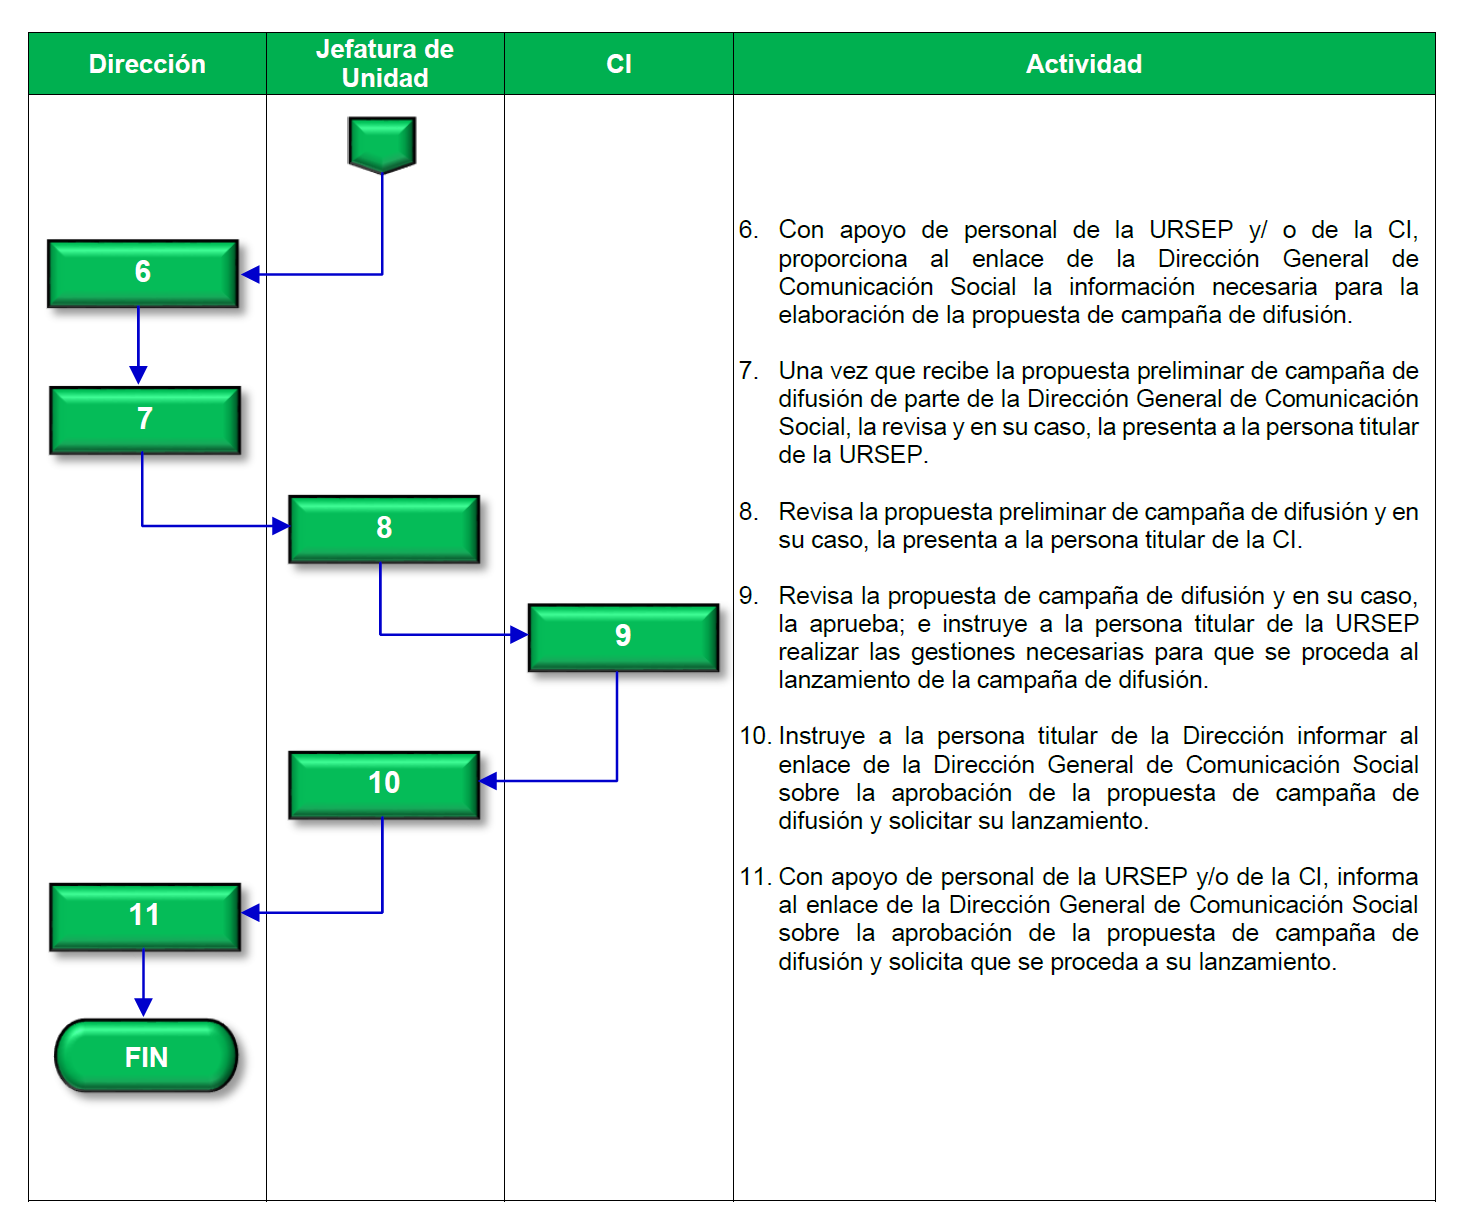 Dirección
Jefatura de
Unidad
CI
Actividad
6
7
8
9
10
11
FIN
6. Con apoyo de personal de la URSEP y/ o de la CI,
proporciona al enlace de la Dirección General de
Comunicación Social la información necesaria para la
elaboración de la propuesta de campaña de difusión.
7. Una vez que recibe la propuesta preliminar de campaña de
difusión de parte de la Dirección General de Comunicación
Social, la revisa y en su caso, la presenta a la persona titular
de la URSEP.
8. Revisa la propuesta preliminar de campaña de difusión y en
su caso, la presenta a la persona titular de la CI.
9. Revisa la propuesta de campaña de difusión y en su caso,
la aprueba; e instruye a la persona titular de la URSEP
realizar las gestiones necesarias para que se proceda al
lanzamiento de la campaña de difusión.
10. Instruye a la persona titular de la Dirección informar al
enlace de la Dirección General de Comunicación Social
sobre la aprobación de la propuesta de campaña de
difusión y solicitar su lanzamiento.
11. Con apoyo de personal de la URSEP y/o de la CI, informa
al enlace de la Dirección General de Comunicación Social
sobre la aprobación de la propuesta de campaña de
difusión y solicita que se proceda a su lanzamiento.